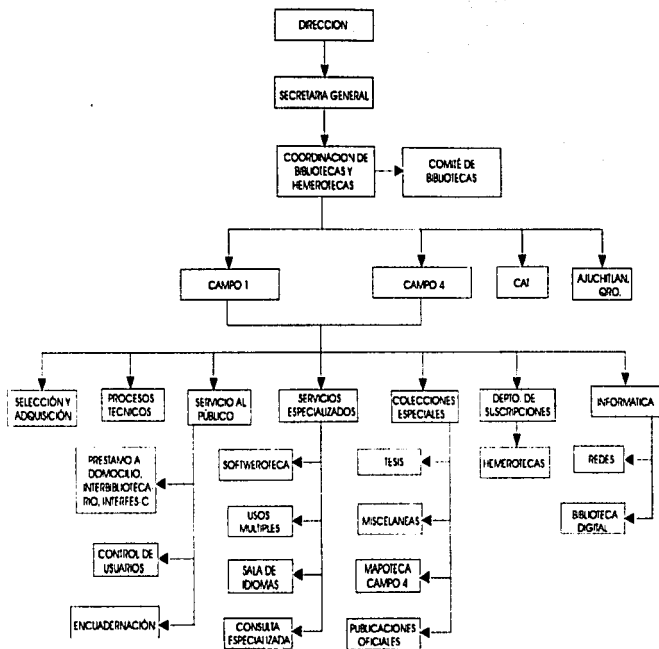 DIRECCION
SECRETARIA GENERAL
COORDINACION DE
BIBLIOTECAS Y
HEMEROTECAS
COMITÉ DE
BIBLIOTECAS
CAMPO 1
CAMPO 4
CAT
AJUCHITLAN,
QRO.
SELECCIÓN Y
ADQUISICIÓN
PROCESOS
TECNICOS
SERVICIO AL
PÚBLICO
SERVICIOS
ESPECIALIZADOS
COLECCIONES
ESPECIALES
DEPTO. DE
SUSCRIPCIONES
INFORMATICA
PRESTAMO A
DOMICILIO,
INTERBIBLIOTECA-
RIO, INTERFES-C
CONTROL DE
USUARIOS
ENCUADERNACIÓN
SOFTWEROTECA
USOS
MULTIPLES
SALA DE
IDIOMAS
CONSULTA
ESPECIALIZADA
TESIS
MISCELANEAS
MAPOTECA
CAMPO 4
PUBLICACIONES
OFICIALES
HEMEROTECAS
REDES
BIBLIOTECA
DIGITAL